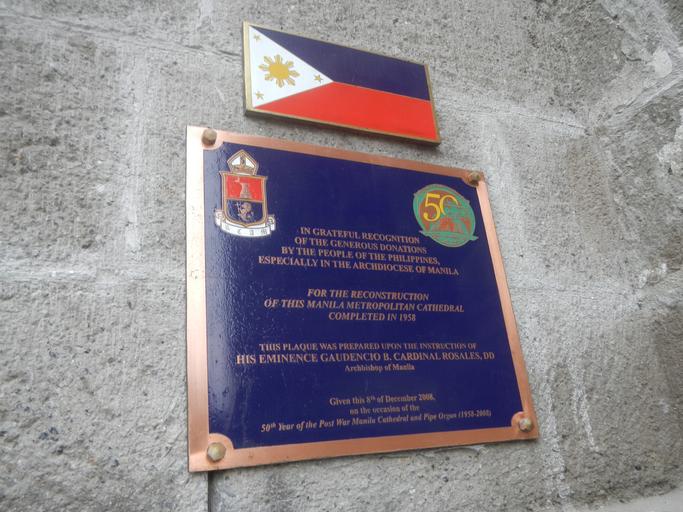 50
IN GRATEFUL RECOGNITION
OF THE GENEROUS DONATIONS
BY THE PEOPLE OF THE PHILIPPINES,
ESPECIALLY IN THE ARCHDIOCESE OF MANILA
FOR THE RECONSTRUCTION
OF THIS MANILA METROPOLITAN CATHEDRAL
COMPLETED IN 1958
THIS PLAQUE WAS PREPARED UPON THE INSTRUCTION OF
HIS EMINENCE GAUDENCIO B. CARDINAL ROSALES, DD
Archbishop of Manila
Given this 8th of December 2008,
on the occasion of the
50th Year of the Post War Manila Cathedral and Pipe Organ (1958-2008)